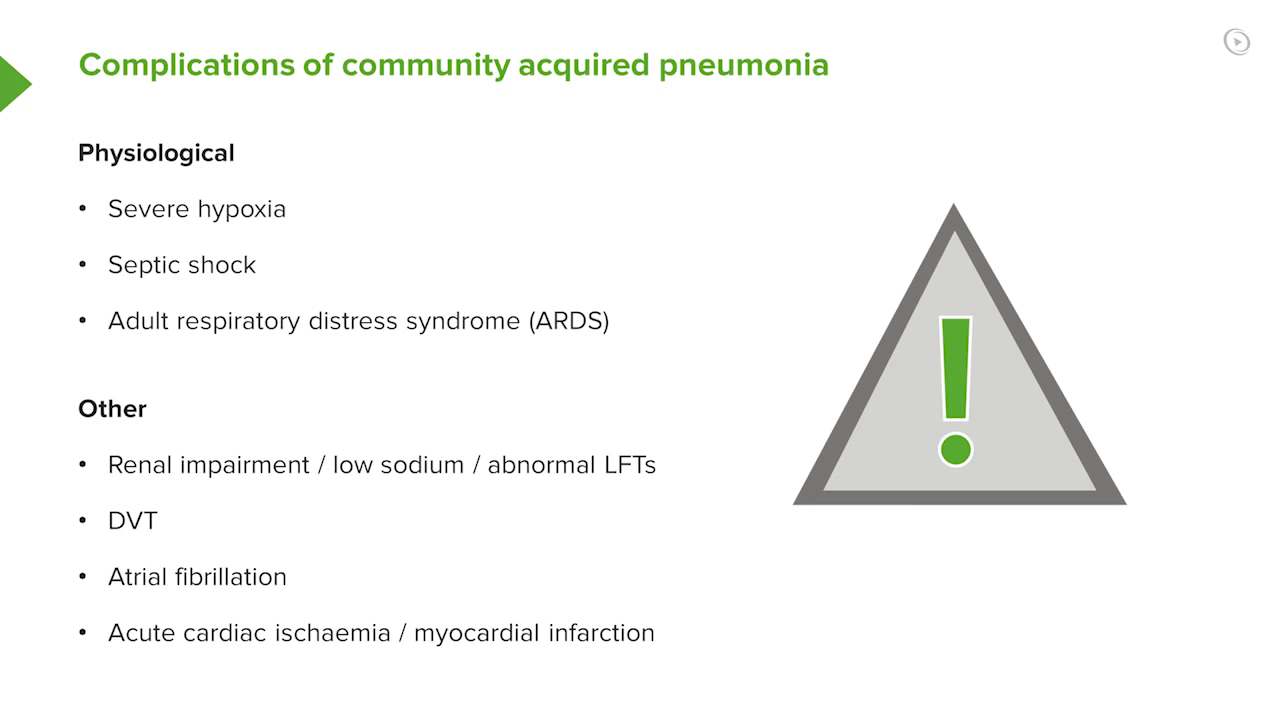 Complications of community acquired pneumonia
Physiological
• Severe hypoxia
• Septic shock
• Adult respiratory distress syndrome (ARDS)
Other
• Renal impairment / low sodium / abnormal LFTs
• DVT
• Atrial fibrillation
• Acute cardiac ischaemia / myocardial infarction
!